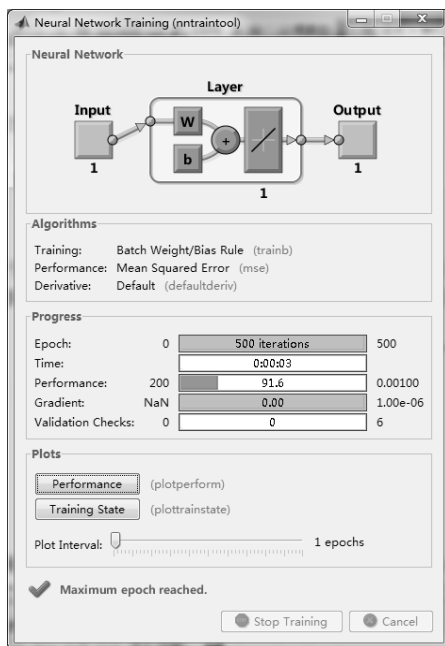 Neural Network Training (nntraintool)
Neural Network
Layer
Input
W
b
+
Output
1
1
1
Algorithms
Training: Batch Weight/Bias Rule (trainb)
Performance: Mean Squared Error (mse)
Derivative: Default (defaultderiv)
Progress
Epoch: 0 500 iterations 500
Time: 0:00:03
Performance: 200 91.6 0.00100
Gradient: NaN 0.00 1.00e-06
Validation Checks: 0 0 6
Plots
Performance (plotperform)
Training State (plottrainstate)
Plot Interval: 1 epochs
Maximum epoch reached.
Stop Training Cancel